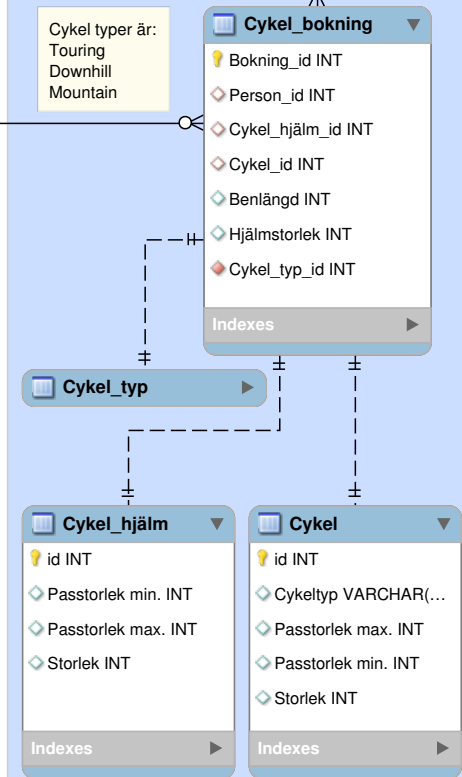 Cykel typer är:
Touring
Downhill
Mountain
Cykel_bokning
Bokning_id INT
Person_id INT
Cykel_hjälm_id INT
Cykel_id INT
Benlängd INT
Hjälmstorlek INT
Cykel_typ_id INT
Indexes
Cykel_typ
Cykel_hjälm
id INT
Passtorlek min. INT
Passtorlek max. INT
Storlek INT
Indexes
Cykel
id INT
Cykeltyp VARCHAR(...
Passtorlek max. INT
Passtorlek min. INT
Storlek INT
Indexes